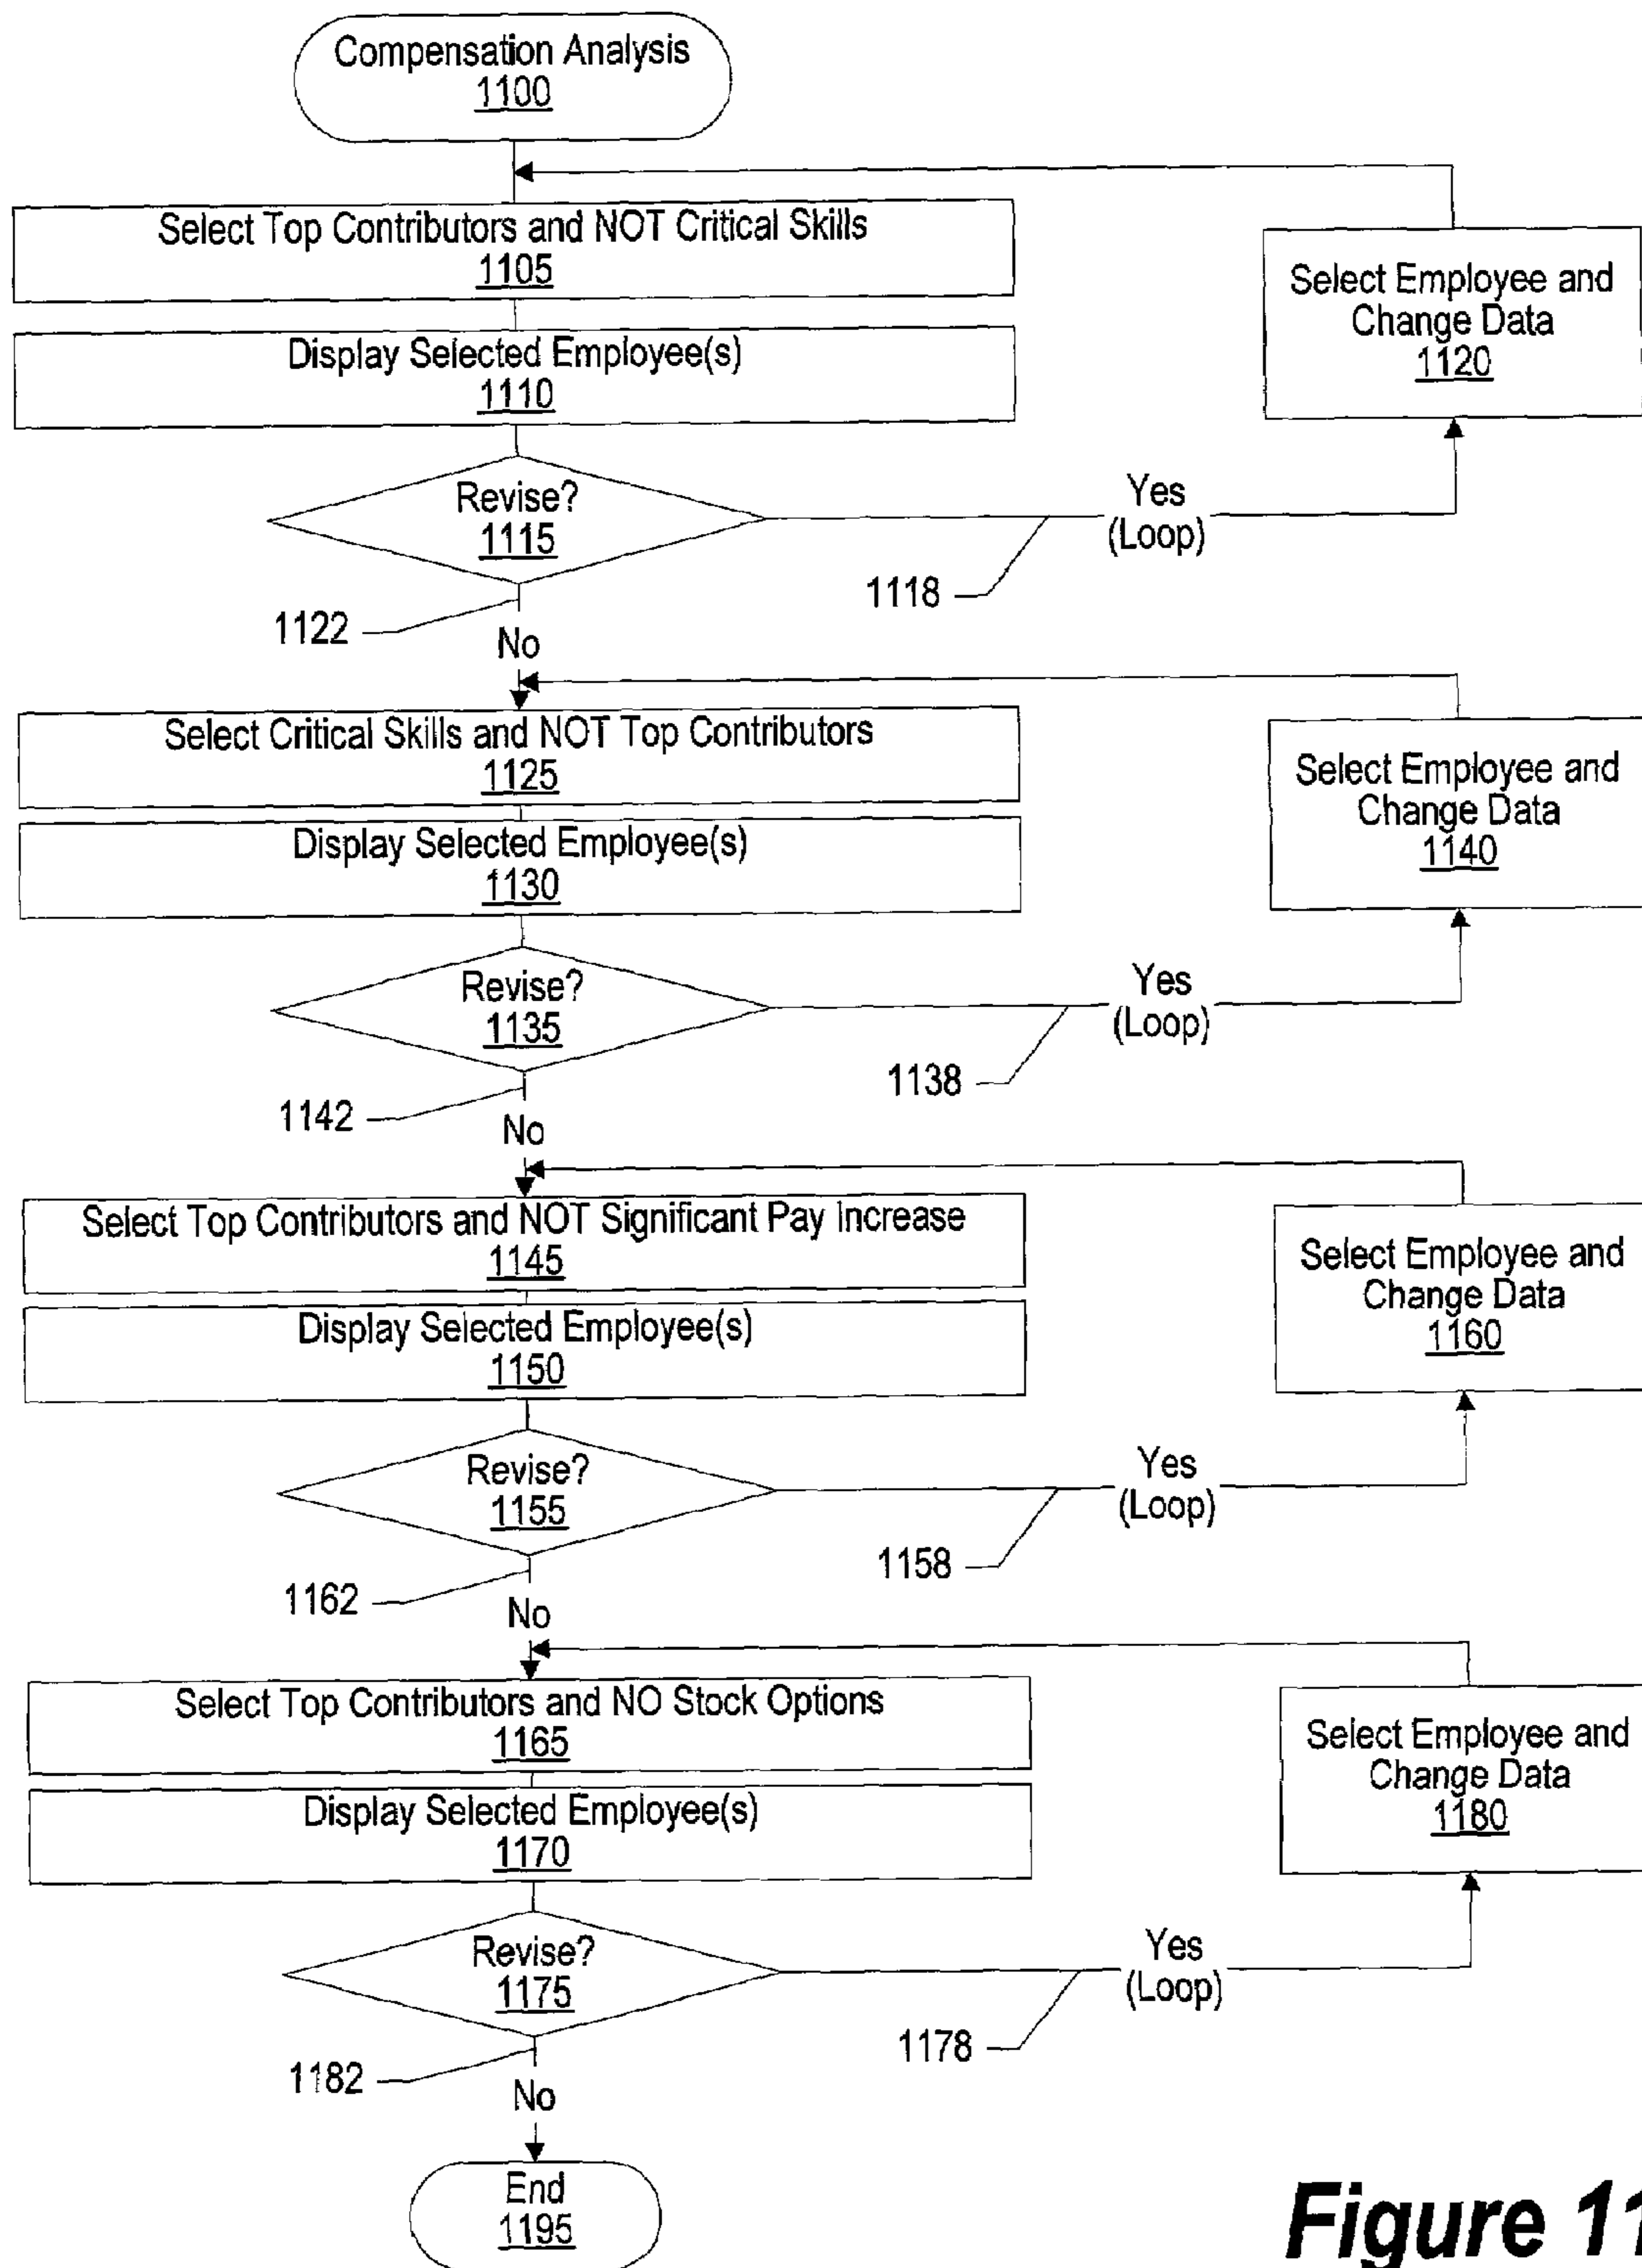 Compensation Analysis
1100
Select Top Contributors and NOT Critical Skills
1105
Display Selected Employee(s)
1110
Select Employee and
Change Data
1120
Revise?
1115
Yes
(Loop)
1118
1122
No
Select Critical Skills and NOT Top Contributors
1125
Display Selected Employee(s)
1130
Select Employee and
Change Data
1140
Revise?
1135
Yes
(Loop)
1138
1142
No
Select Top Contributors and NOT Significant Pay Increase
1145
Display Selected Employee(s)
1150
Select Employee and
Change Data
1160
Revise?
1155
Yes
(Loop)
1158
1162
No
Select Top Contributors and NO Stock Options
1165
Display Selected Employee(s)
1170
Select Employee and
Change Data
1180
Revise?
1175
Yes
(Loop)
1178
1182
No
End
1195
Figure 11